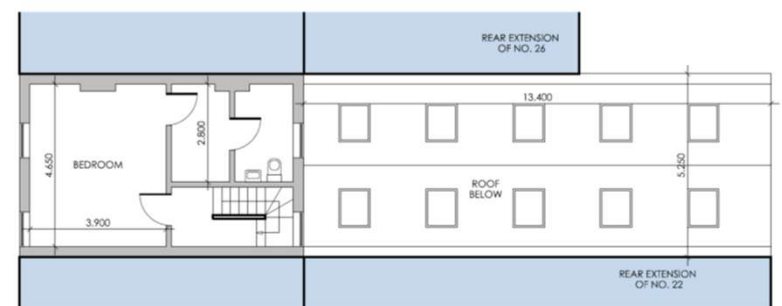 REAR EXTENSION
OF NO. 26
13.400
2.800
4.650
BEDROOM
5.250
ROOF
BELOW
3.900
REAR EXTENSION
OF NO. 22